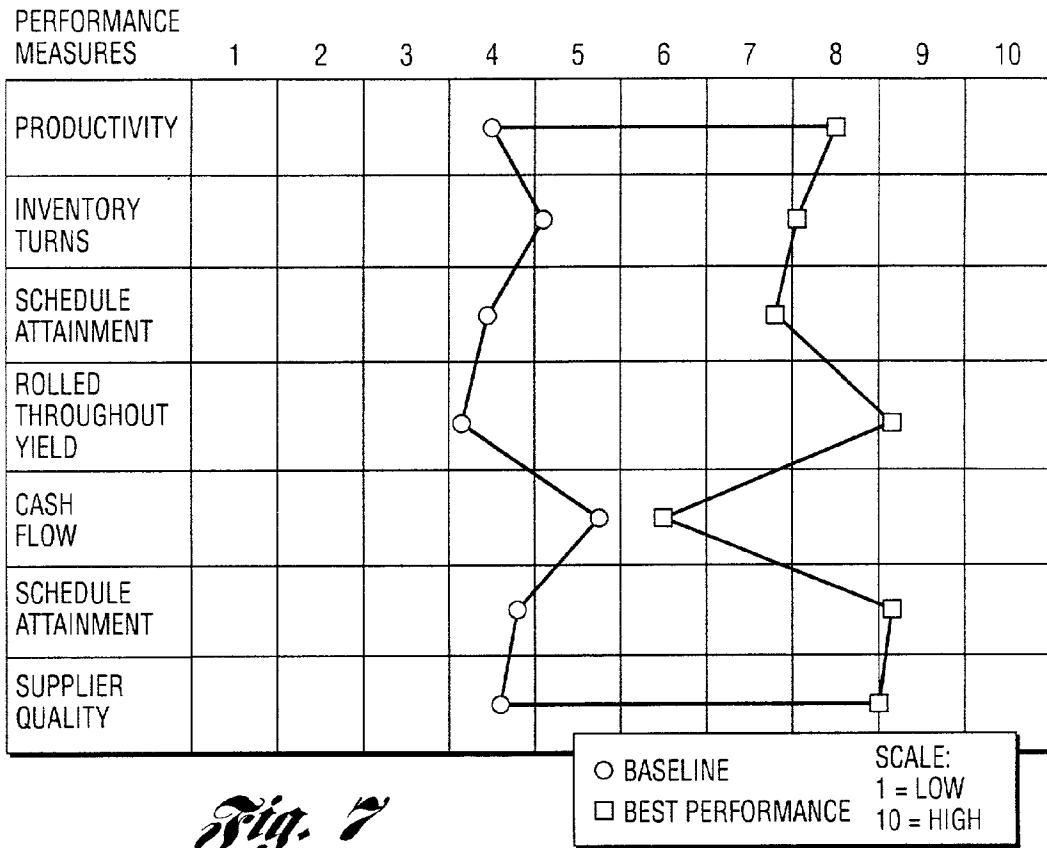 PERFORMANCE
MEASURES 1 2 3 4 5 6 7 8 9 10
PRODUCTIVITY
INVENTORY
TURNS
SCHEDULE
ATTAINMENT
ROLLED
THROUGHOUT
YIELD
CASH
FLOW
SCHEDULE
ATTAINMENT
SUPPLIER
QUALITY
BASELINE
BEST PERFORMANCE
SCALE:
1 = LOW
10 = HIGH
Fig. 7